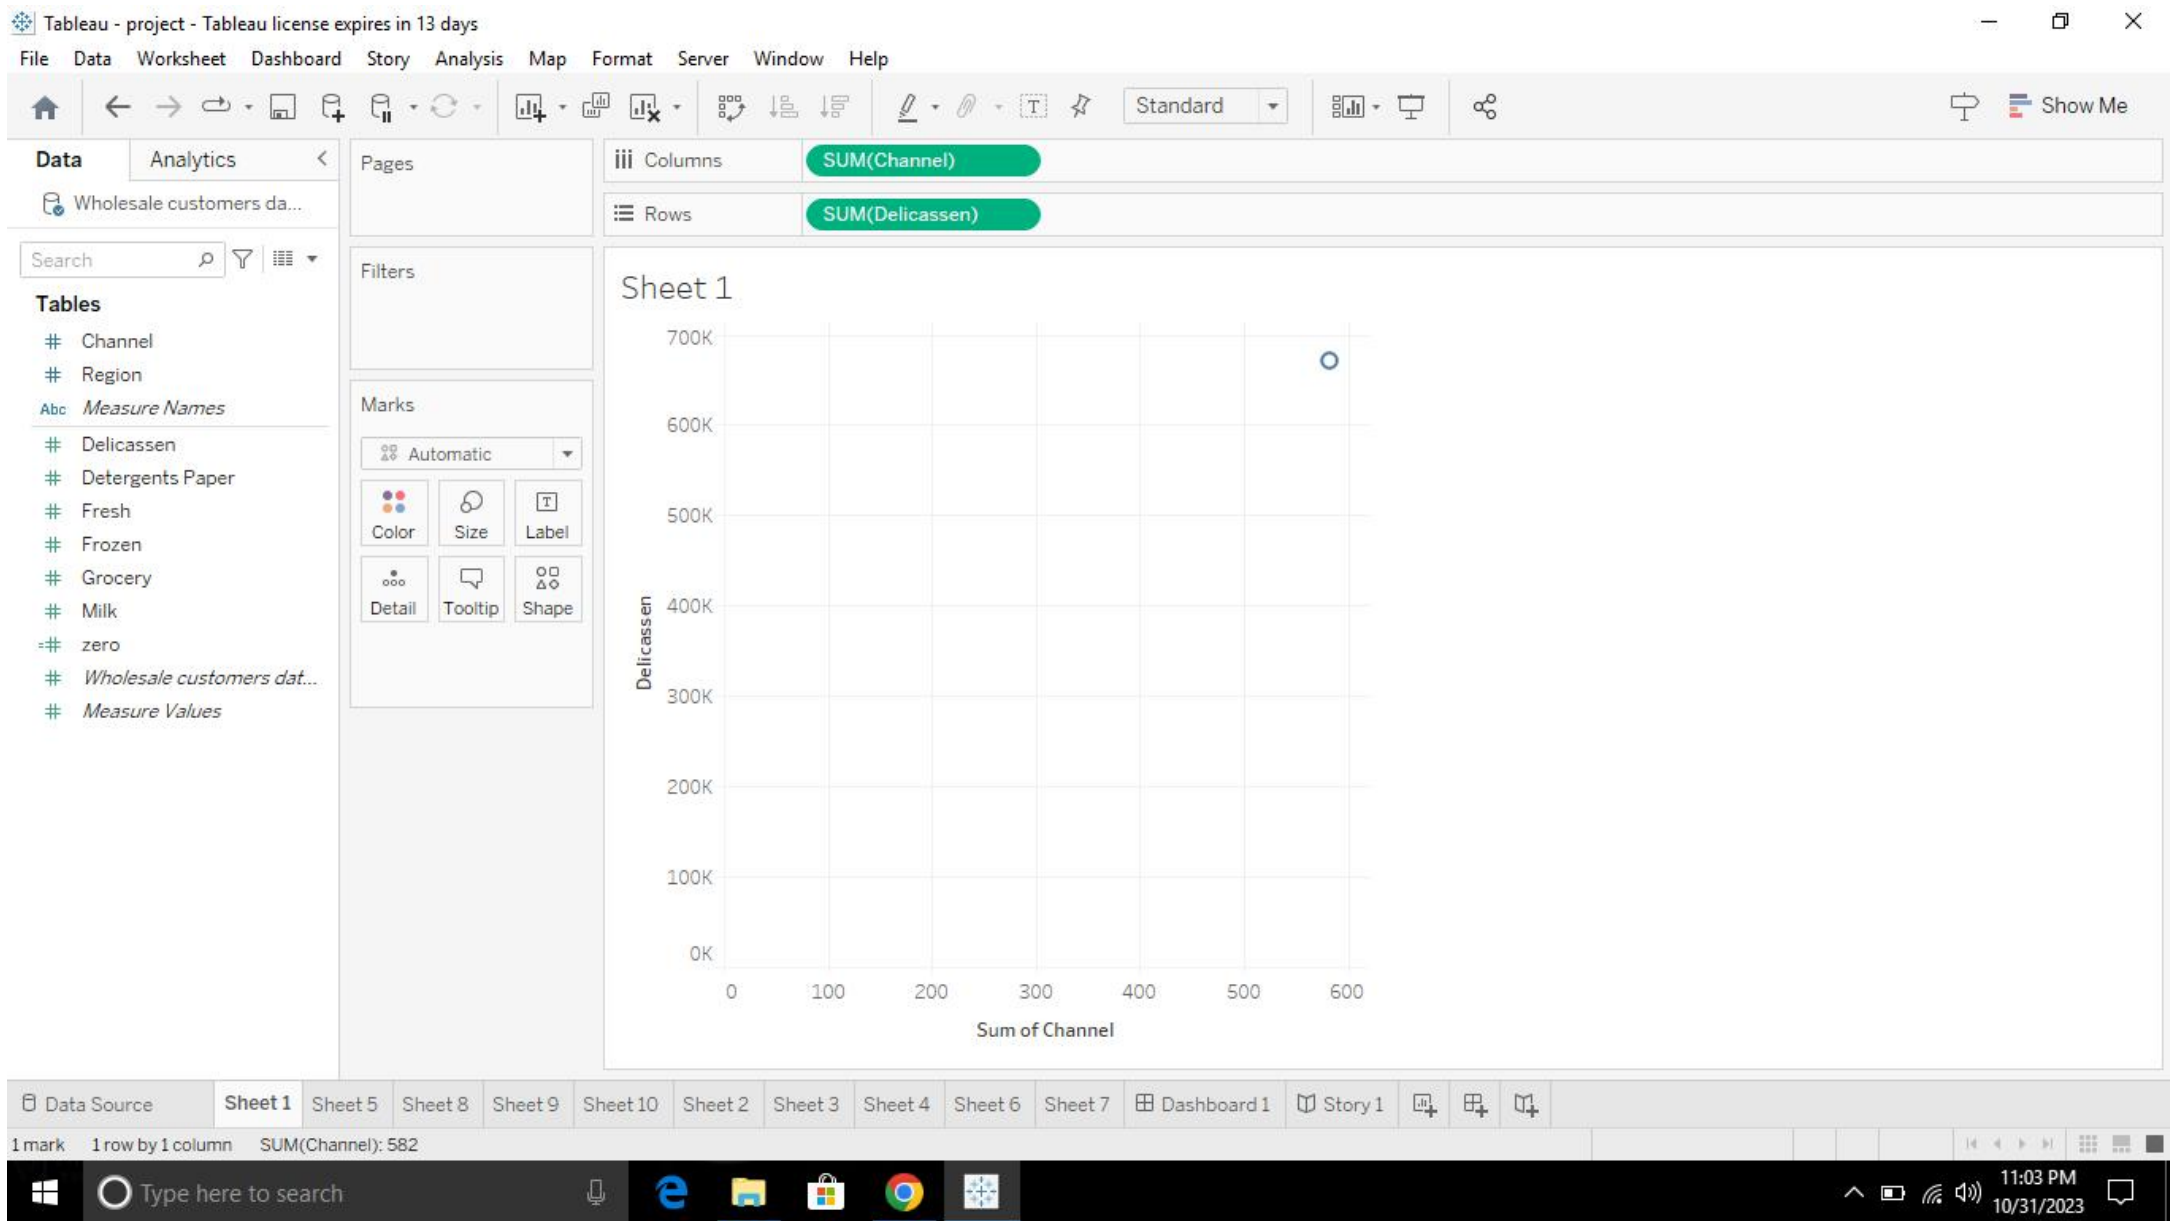 Tableau - project - Tableau license expires in 13 days
File Data Worksheet Dashboard Story Analysis Map Format Server Window Help
Standard
Show Me
Data Analytics
Wholesale customers da...
Search
Tables
# Channel
# Region
Abc Measure Names
# Delicassen
# Detergents Paper
# Fresh
# Frozen
# Grocery
# Milk
=# zero
# Wholesale customers dat...
# Measure Values
Pages
Filters
Marks
Automatic
Color Size T Label
Detail Tooltip Shape
iii Columns SUM(Channel)
Rows SUM(Delicassen)
Sheet 1
700K
600K
500K
400K
300K
200K
100K
0K
Delicassen
0 100 200 300 400 500 600
Sum of Channel
Data Source Sheet 1 Sheet 5 Sheet 8 Sheet 9 Sheet 10 Sheet 2 Sheet 3 Sheet 4 Sheet 6 Sheet 7 Dashboard 1 Story 1
1 mark 1 row by 1 column SUM(Channel): 582
Type here to search
11:03 PM
10/31/2023